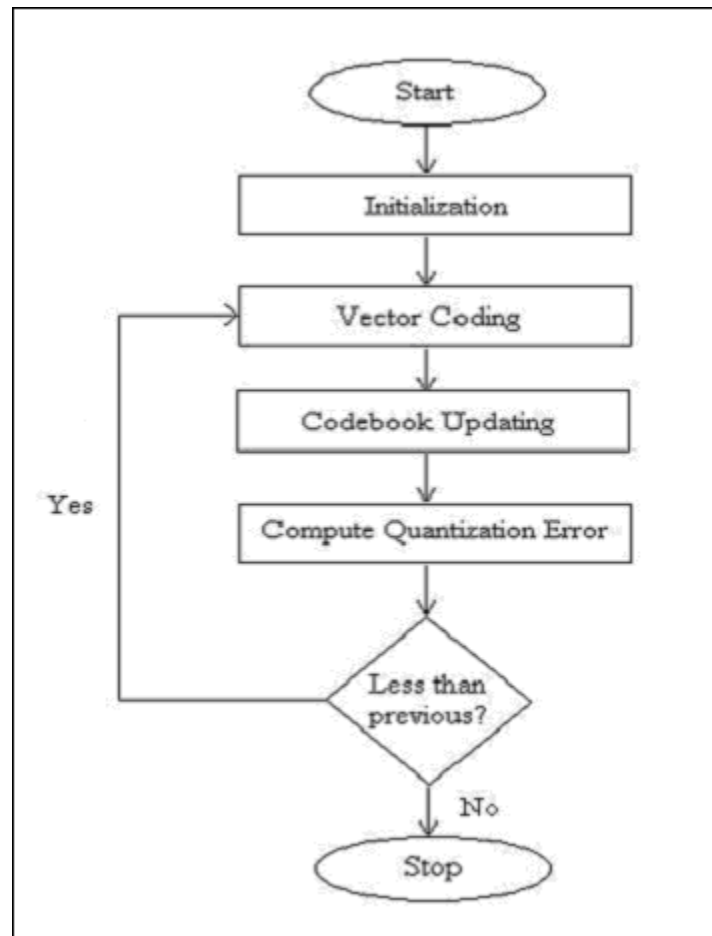 Start
Initialization
Vector Coding
Codebook Updating
Yes
Compute Quantization Error
Less than
previous?
No
Stop